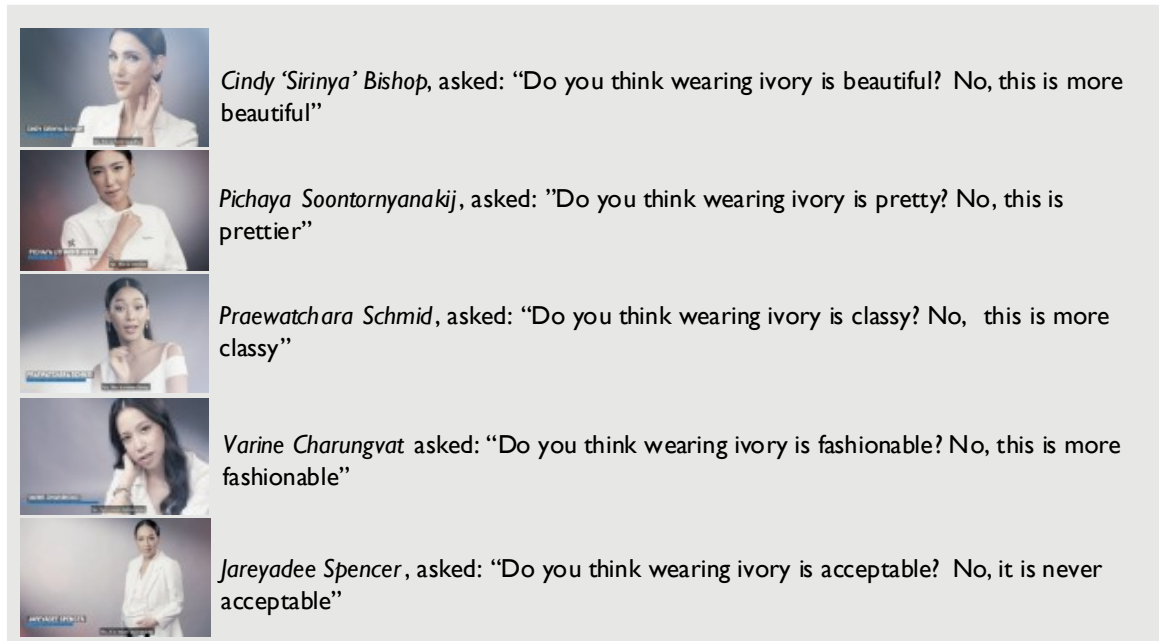 Cindy ‘Sirinya’ Bishop, asked: “Do you think wearing ivory is beautiful? No, this is more
beautiful”
Pichaya Soontornyanakij, asked: ”Do you think wearing ivory is pretty? No, this is
prettier”
Praewatchara Schmid, asked: “Do you think wearing ivory is classy? No, this is more
classy”
Varine Charungvat asked: “Do you think wearing ivory is fashionable? No, this is more
fashionable”
Jareyadee Spencer, asked: “Do you think wearing ivory is acceptable? No, it is never
acceptable”